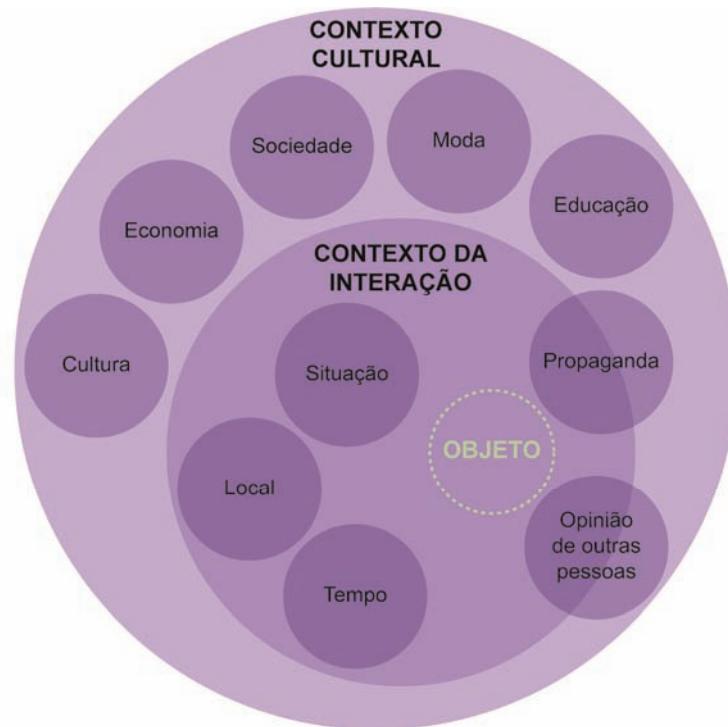 CONTEXTO
CULTURAL
Sociedade
Moda
Educação
Economia
CONTEXTO DA
INTERAÇÃO
Cultura
Situação
Propaganda
OBJETO
Local
Opinião
de outras
pessoas
Tempo